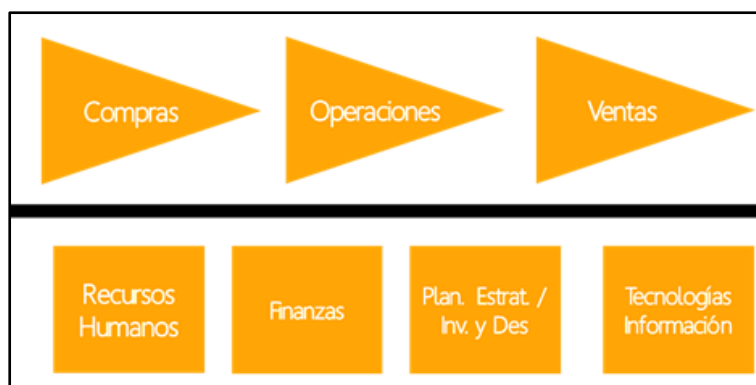 Compras
Operaciones
Ventas
Recursos
Humanos
Finanzas
Plan. Estrat. /
Inv. y Des
Tecnologías
Información